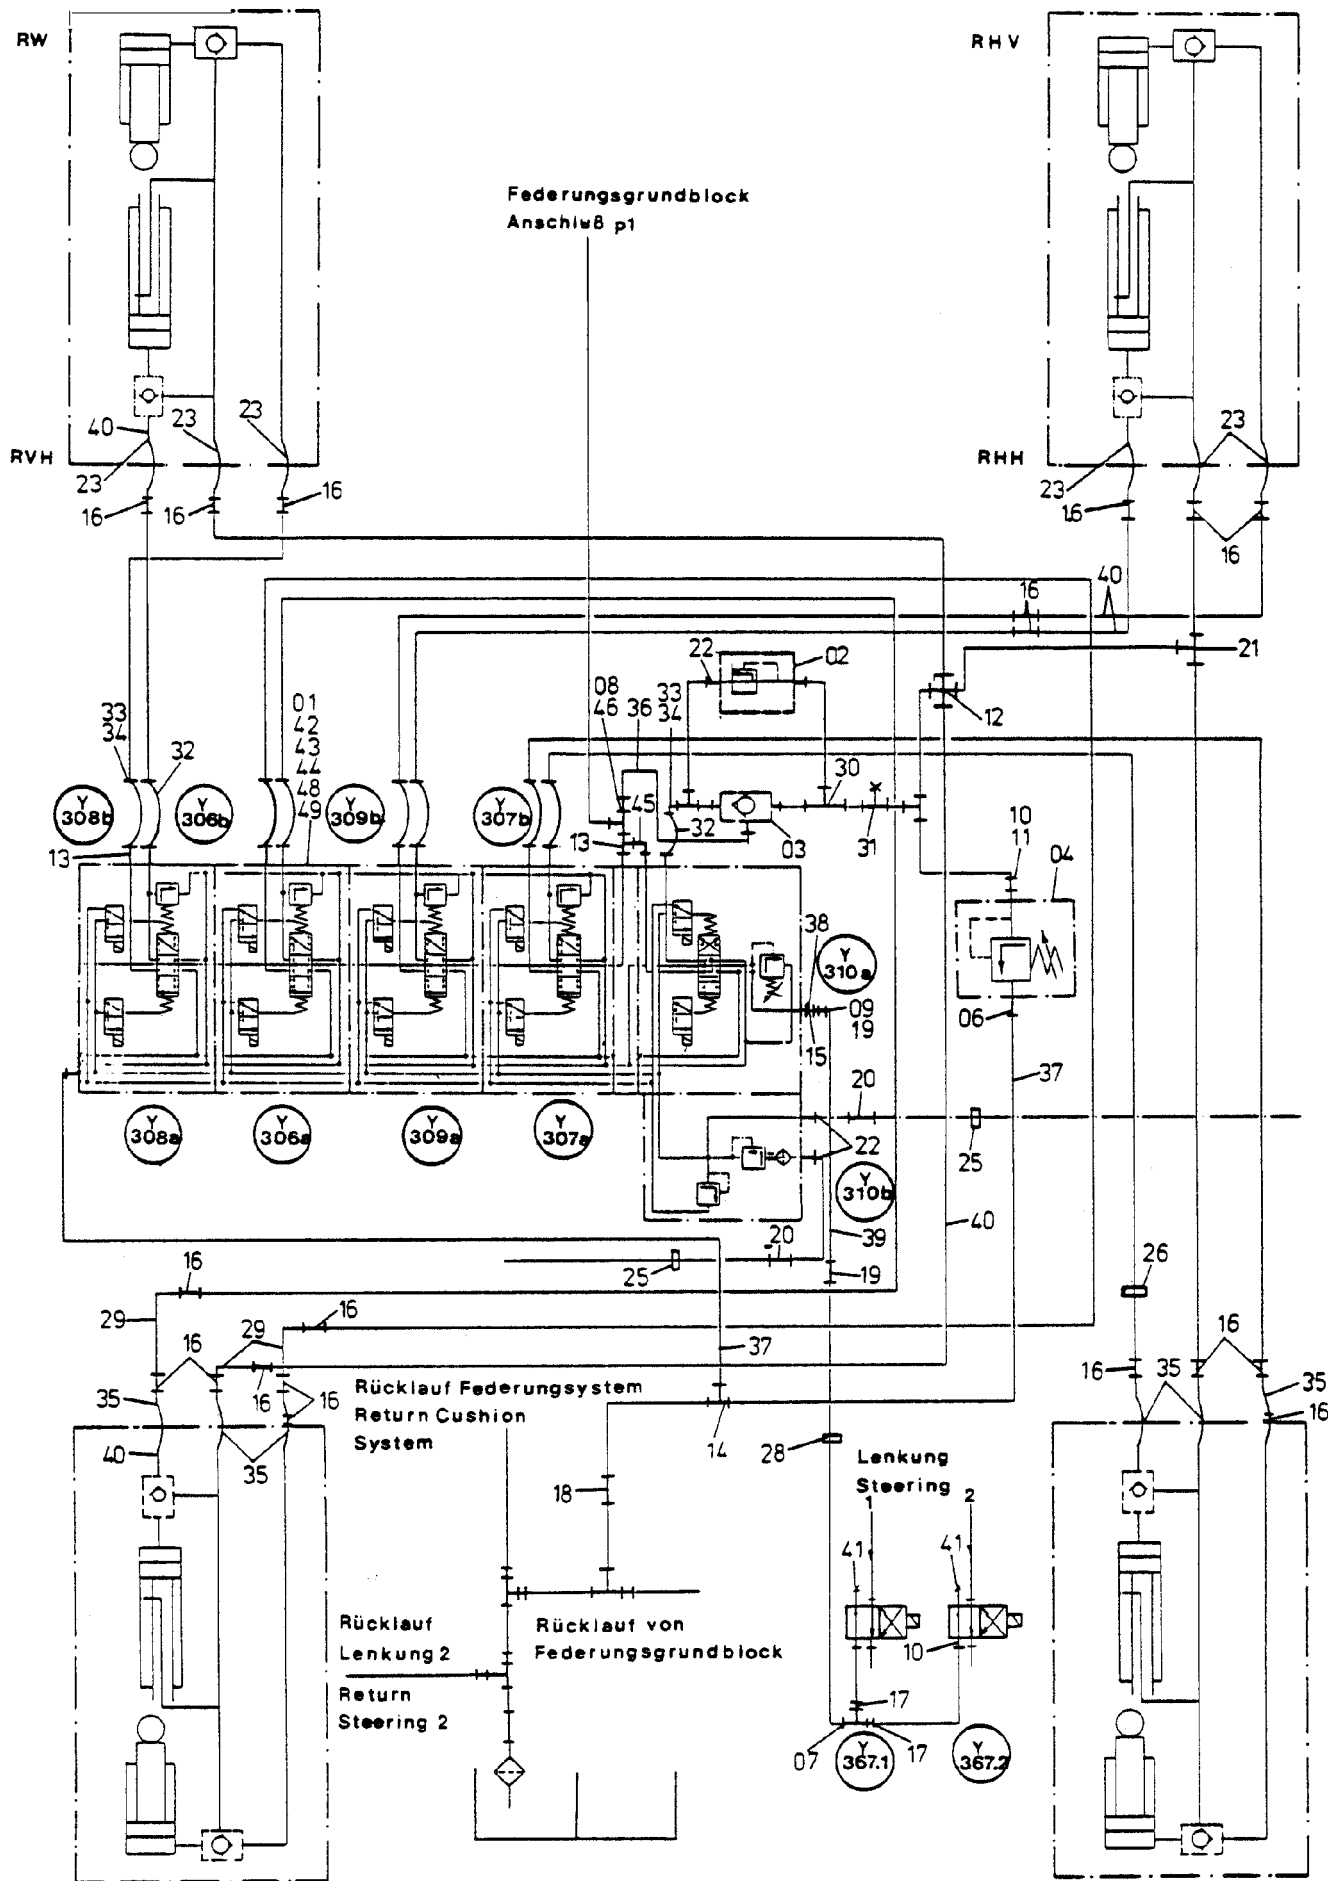 RW
RHV
Federungsgrundblock
Anschluß p1
23
23
40
23
RVH
RHH
23
16
23
16
16
16
16
16
40
21
22
02
08
46
36
33
34
12
33
34
32
01
42
43
44
48
49
30
Y
308b
Y
306b
Y
309b
Y
307b
45
32
13
13
03
31
10
11
04
38
Y
310a
09
19
06
15
37
20
Y
308a
Y
306a
Y
309a
Y
307a
22
25
Y
310b
40
20
39
25
19
26
16
29
16
16
29
37
16
16
16
16
35
35
35
16
Rücklauf Federungsystem
Return Cushion
System
14
28
40
35
Lenkung
Steering
1
2
18
41
41
Rücklauf
Lenkung 2
Return
Steering 2
Rücklauf von
Federungsgrundblock
10
17
07
17
Y
367.1
Y
367.2